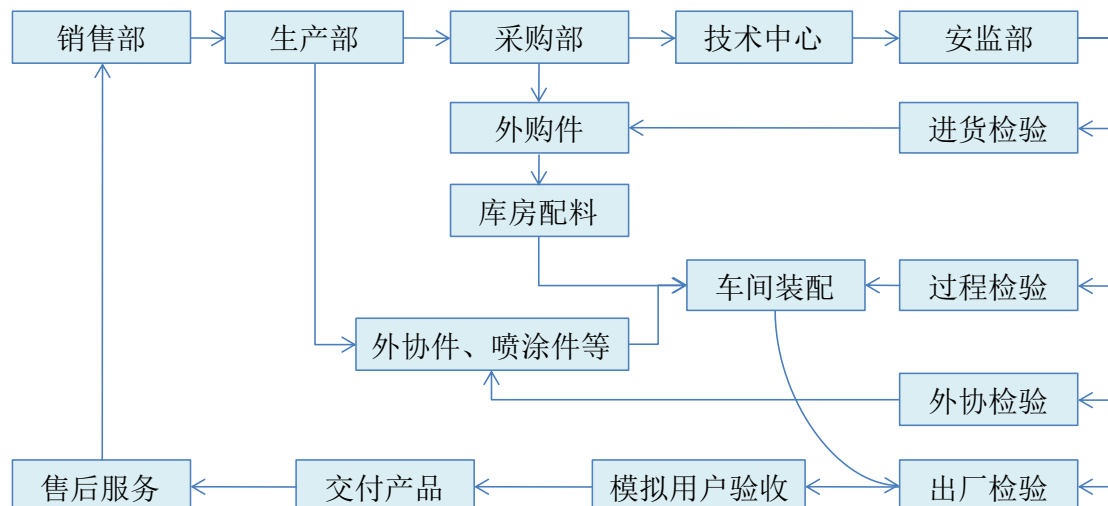 销售部
生产部
采购部
技术中心
安监部
外购件
进货检验
库房配料
车间装配
过程检验
外协件、喷涂件等
外协检验
售后服务
交付产品
模拟用户验收
出厂检验